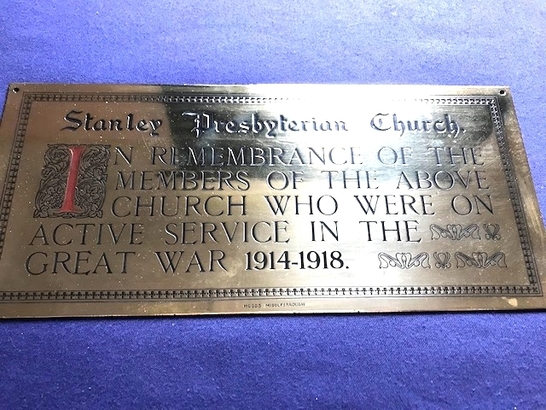 Stanley Presbyterian Church.
IN REMEMBRANCE OF THE
MEMBERS OF THE ABOVE
CHURCH WHO WERE ON
ACTIVE SERVICE IN THE
GREAT WAR 1914-1918.
MIDDLESBROUGH